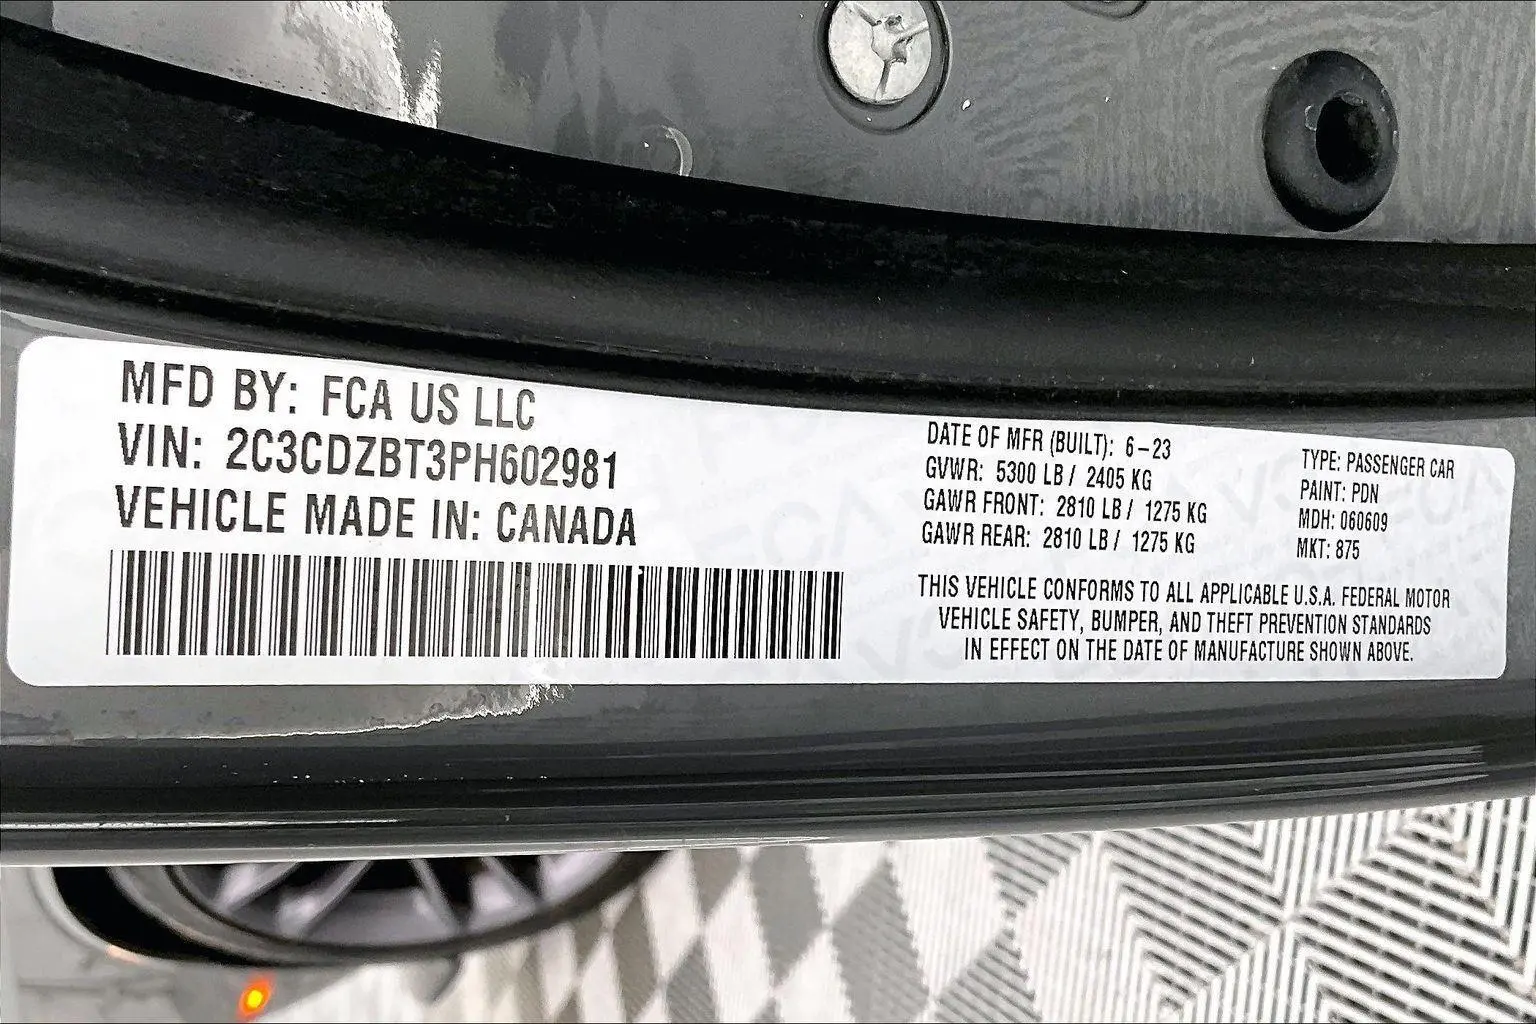 MFD BY: FCA US LLC
VIN: 2C3CDZBT3PH602981
VEHICLE MADE IN: CANADA
DATE OF MFR (BUILT): 6-23
GVWR: 5300 LB / 2405 KG
GAWR FRONT: 2810 LB / 1275 KG
GAWR REAR: 2810 LB / 1275 KG
TYPE: PASSENGER CAR
PAINT: PDN
MDH: 060609
MKT: 875
THIS VEHICLE CONFORMS TO ALL APPLICABLE U.S.A. FEDERAL MOTOR
VEHICLE SAFETY, BUMPER, AND THEFT PREVENTION STANDARDS
IN EFFECT ON THE DATE OF MANUFACTURE SHOWN ABOVE.